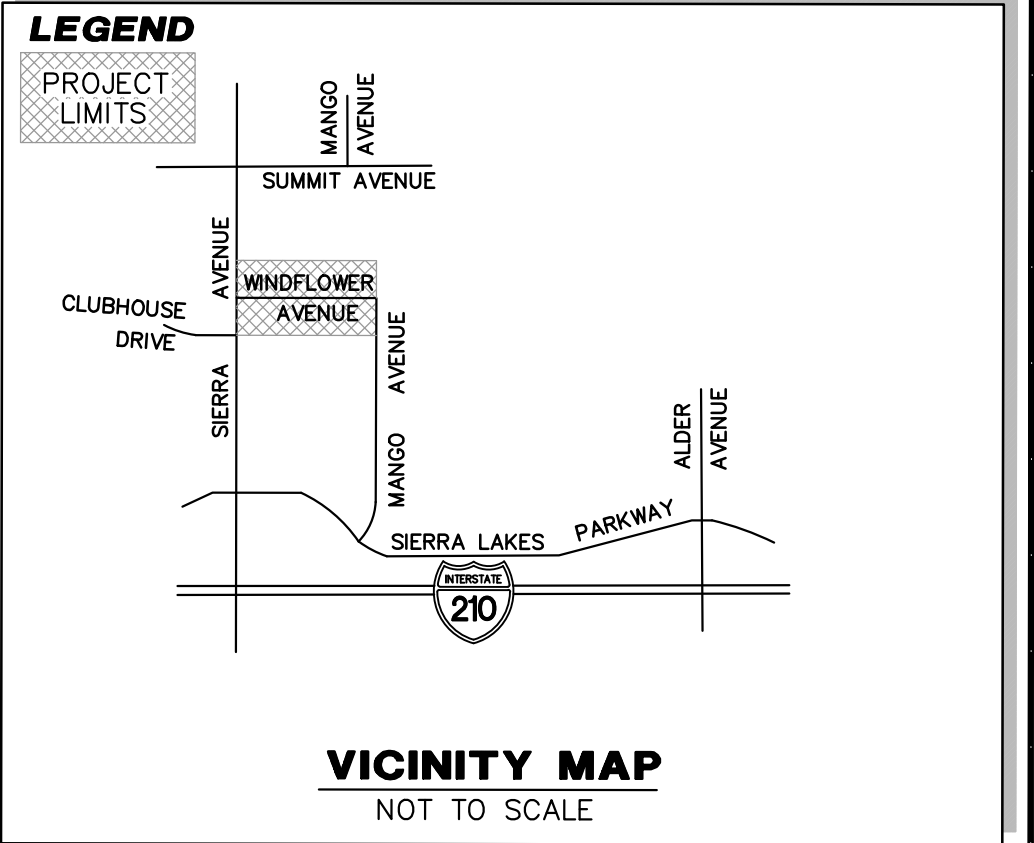 LEGEND
PROJECT
LIMITS
MANGO
AVENUE
SUMMIT AVENUE
SIERRA AVENUE
WINDFLOWER
AVENUE
CLUBHOUSE
DRIVE
MANGO AVENUE
ALDER
AVENUE
SIERRA LAKES PARKWAY
INTERSTATE
210
VICINITY MAP
NOT TO SCALE